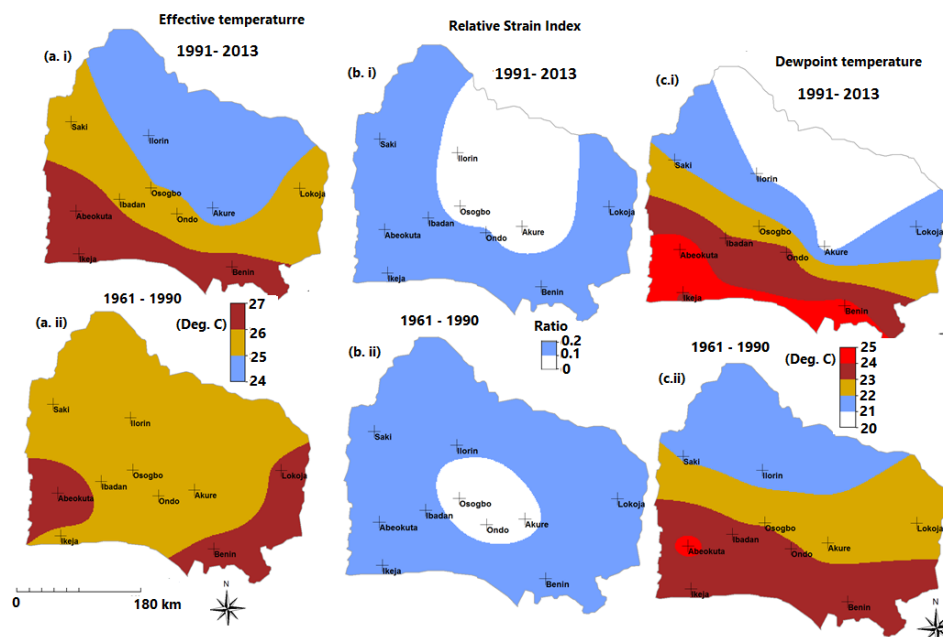 Effective temperaturre
1991- 2013
(a. i)
Saki
Ilorin
Osogbo
Ibadan
Ondo
Akure
Lokoja
Abeokuta
Ikeja
Benin
Relative Strain Index
1991- 2013
(b. i)
Saki
Ilorin
Osogbo
Ibadan
Ondo
Akure
Lokoja
Abeokuta
Ikeja
Benin
Dewpoint temperature
1991- 2013
(c.i)
Saki
Ilorin
Osogbo
Ibadan
Ondo
Akure
Lokoja
Abeokuta
Ikeja
Benin
1961 - 1990
(a. ii)
(Deg. C)
27
26
25
24
Saki
Ilorin
Osogbo
Ibadan
Ondo
Akure
Lokoja
Abeokuta
Ikeja
Benin
N
0 180 km
1961 - 1990
(b. ii)
Ratio
0.2
0.1
0
Saki
Ilorin
Osogbo
Ibadan
Ondo
Akure
Lokoja
Abeokuta
Ikeja
Benin
1961 - 1990
(c.ii)
(Deg. C)
25
24
23
22
21
20
Saki
Ilorin
Osogbo
Ibadan
Ondo
Akure
Lokoja
Abeokuta
Ikeja
Benin
N